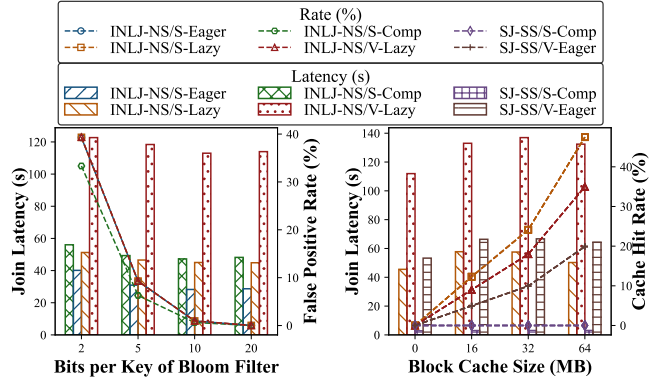 Rate (%)
INLJ-NS/S-Eager INLJ-NS/S-Comp SJ-SS/S-Comp
INLJ-NS/S-Lazy INLJ-NS/V-Lazy SJ-SS/V-Eager
Latency (s)
INLJ-NS/S-Eager INLJ-NS/S-Comp SJ-SS/S-Comp
INLJ-NS/S-Lazy INLJ-NS/V-Lazy SJ-SS/V-Eager
Join Latency (s)
120
100
80
60
40
20
0
2 5 10 20
Bits per Key of Bloom Filter
40
30
20
10
0
False Positive Rate (%)
Join Latency (s)
140
120
100
80
60
40
20
0
0 16 32 64
Block Cache Size (MB)
40
30
20
10
0
Cache Hit Rate (%)